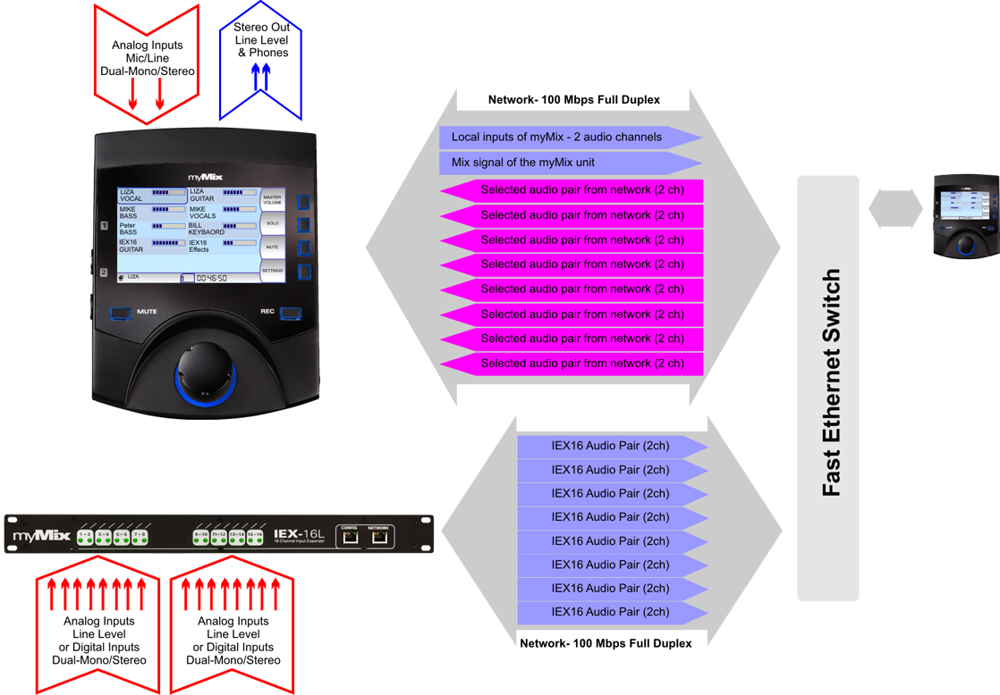 Analog Inputs
Mic/Line
Dual-Mono/Stereo
Stereo Out
Line Level
& Phones
myMix
LIZA
VOCAL
LIZA
GUITAR
MASTER
VOLUME
MIKE
BASS
MIKE
VOCALS
SOLO
Peter
BASS
BILL
KEYBAORD
IEX16
GUITAR
IEX16
Effects
MUTE
SETTINGS
LIZA
00:46:50
1
2
MUTE
REC
Network- 100 Mbps Full Duplex
Local inputs of myMix - 2 audio channels
Mix signal of the myMix unit
Selected audio pair from network (2 ch)
Selected audio pair from network (2 ch)
Selected audio pair from network (2 ch)
Selected audio pair from network (2 ch)
Selected audio pair from network (2 ch)
Selected audio pair from network (2 ch)
Selected audio pair from network (2 ch)
Selected audio pair from network (2 ch)
Fast Ethernet Switch
myMix
IEX16 Audio Pair (2ch)
IEX16 Audio Pair (2ch)
IEX16 Audio Pair (2ch)
IEX16 Audio Pair (2ch)
IEX16 Audio Pair (2ch)
IEX16 Audio Pair (2ch)
IEX16 Audio Pair (2ch)
IEX16 Audio Pair (2ch)
Network- 100 Mbps Full Duplex
myMix
1-2 3-4 5-6 7-8
9-10 11-12 13-14 15-16
IEX-16L
16 Channel Input Expander
CONFIG
NETWORK
Analog Inputs
Line Level
or Digital Inputs
Dual-Mono/Stereo
Analog Inputs
Line Level
or Digital Inputs
Dual-Mono/Stereo